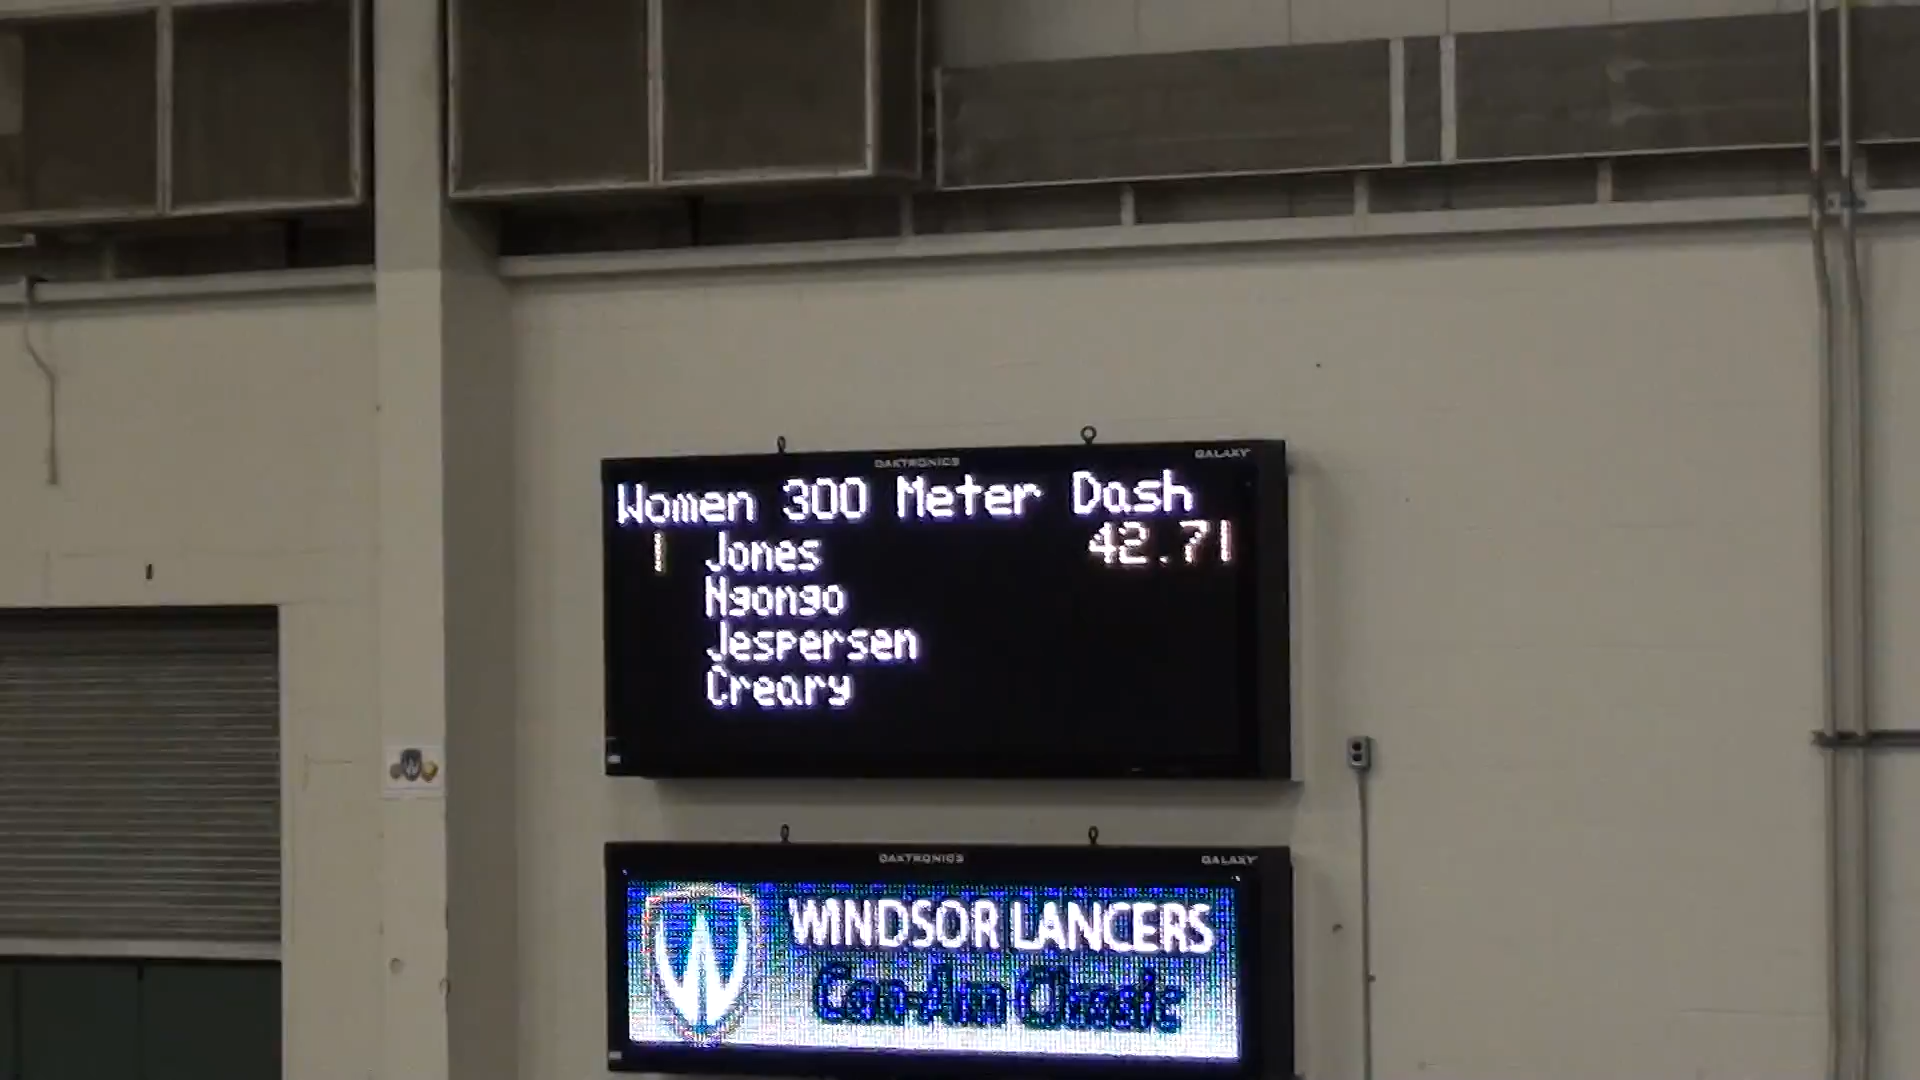 DAKTRONICS GALAXY
Women 300 Meter Dash
1 Jones 42.71
Ngongo
Jespersen
Creary
DAKTRONICS GALAXY
WINDSOR LANCERS
Can-Am Classic